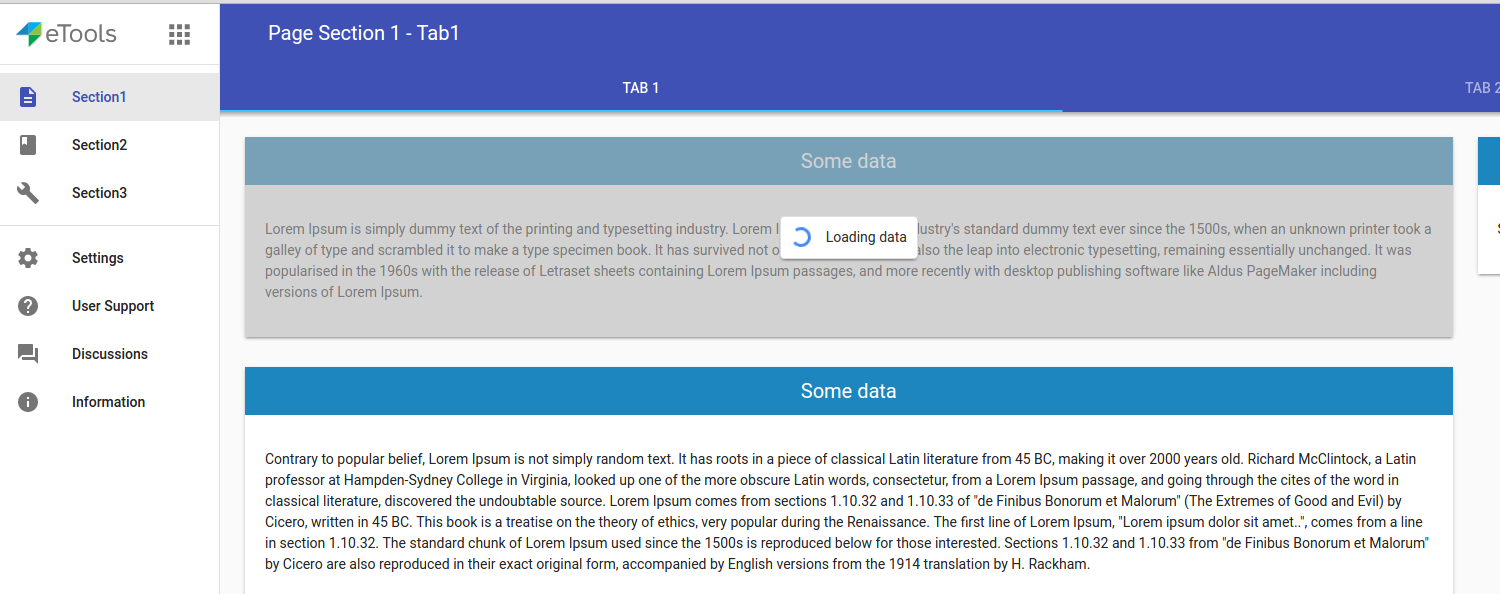 eTools
Page Section 1 - Tab1
TAB 1
TAB 2
Section1
Section2
Section3
Settings
User Support
Discussions
Information
Some data
Lorem Ipsum is simply dummy text of the printing and typesetting industry. Lorem I
lustry's standard dummy text ever since the 1500s, when an unknown printer took a
galley of type and scrambled it to make a type specimen book. It has survived not o
also the leap into electronic typesetting, remaining essentially unchanged. It was
Loading data
popularised in the 1960s with the release of Letraset sheets containing Lorem Ipsum passages, and more recently with desktop publishing software like Aldus PageMaker including
versions of Lorem Ipsum.
Some data
Contrary to popular belief, Lorem Ipsum is not simply random text. It has roots in a piece of classical Latin literature from 45 BC, making it over 2000 years old. Richard McClintock, a Latin
professor at Hampden-Sydney College in Virginia, looked up one of the more obscure Latin words, consectetur, from a Lorem Ipsum passage, and going through the cites of the word in
classical literature, discovered the undoubtable source. Lorem Ipsum comes from sections 1.10.32 and 1.10.33 of "de Finibus Bonorum et Malorum" (The Extremes of Good and Evil) by
Cicero, written in 45 BC. This book is a treatise on the theory of ethics, very popular during the Renaissance. The first line of Lorem Ipsum, "Lorem ipsum dolor sit amet..", comes from a line
in section 1.10.32. The standard chunk of Lorem Ipsum used since the 1500s is reproduced below for those interested. Sections 1.10.32 and 1.10.33 from "de Finibus Bonorum et Malorum"
by Cicero are also reproduced in their exact original form, accompanied by English versions from the 1914 translation by H. Rackham.